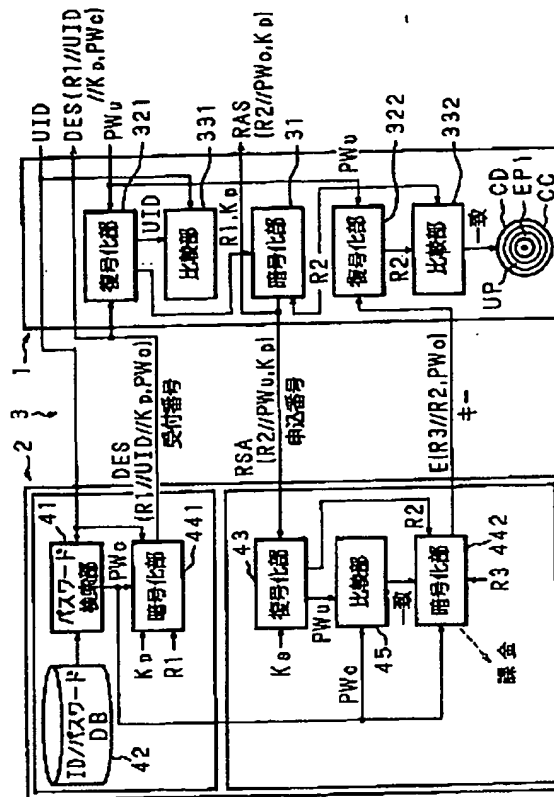 2
3
1
41
パスワード
検索部
ID/パスワード
DB
42
PWo
Kp
R1
暗号化部
441
DES
(R1//UID//Kp,PWo)
受付番号
43
復号化部
Ks
PWu
比較部
45
PWo
一致
R2
暗号化部
442
R3
課金
RSA
(R2//PWu,Kp)
申込番号
E(R3//R2,PWo)
キー
UID
DES(R1//UID
//Kp,PWo)
PWu
321
復号化部
UID
331
比較部
R1,Kp
RAS
(R2//PWo,Kp)
31
暗号化部
R2
PWu
322
復号化部
R2
332
比較部
一致
CD
EP1
UP
CC